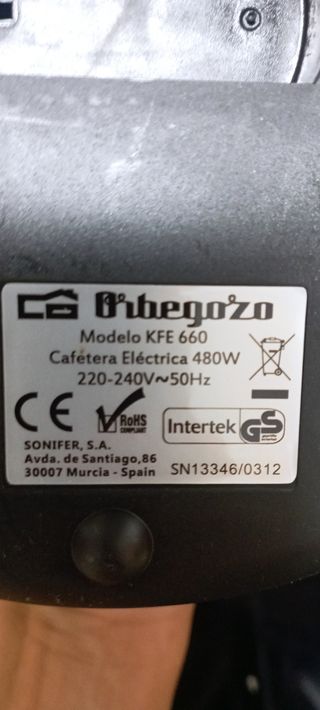 Orbegozo
Modelo KFE 660
Cafetera Eléctrica 480W
220-240V~50Hz
CE
RoHS
COMPLIANT
Intertek
GS
SONIFER, S.A.
Avda. de Santiago,86
30007 Murcia - Spain
SN13346/0312